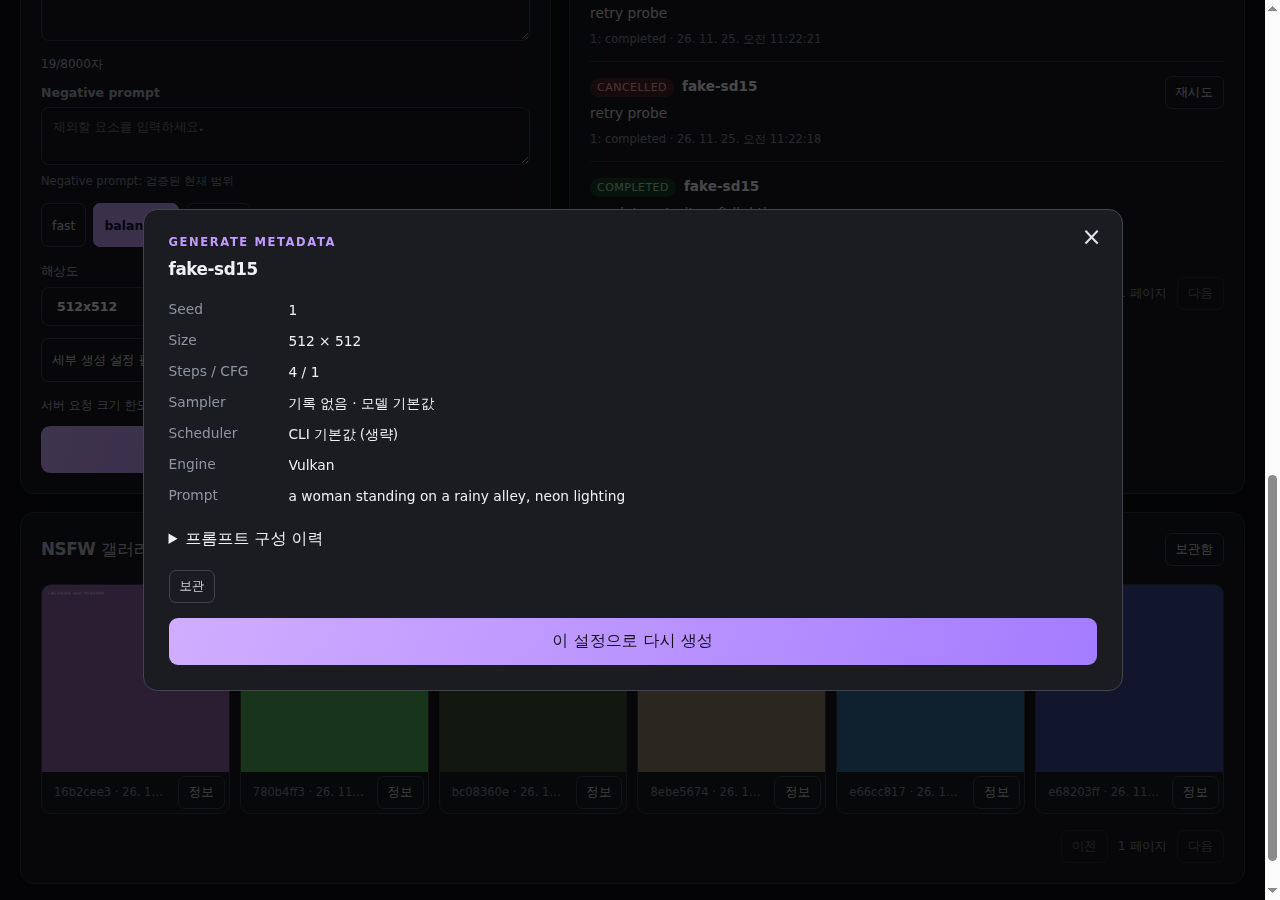 19/8000자
Negative prompt
제외할 요소를 입력하세요.
Negative prompt: 검증된 현재 범위
fast
balan
해상도
512x512
세부 생성 설정
서버 요청 크기 한도
retry probe
1: completed · 26. 11. 25. 오전 11:22:21
CANCELLED fake-sd15
재시도
retry probe
1: completed · 26. 11. 25. 오전 11:22:18
COMPLETED fake-sd15
페이지 다음
GENERATE METADATA
×
fake-sd15
Seed 1
Size 512 × 512
Steps / CFG 4 / 1
Sampler 기록 없음 · 모델 기본값
Scheduler CLI 기본값 (생략)
Engine Vulkan
Prompt a woman standing on a rainy alley, neon lighting
▶ 프롬프트 구성 이력
보관
이 설정으로 다시 생성
NSFW 갤러리
보관함
16b2cee3 · 26. 1... 정보
780b4ff3 · 26. 11... 정보
bc08360e · 26. 1... 정보
8ebe5674 · 26. 1... 정보
e66cc817 · 26. 1... 정보
e68203ff · 26. 11... 정보
이전 1 페이지 다음